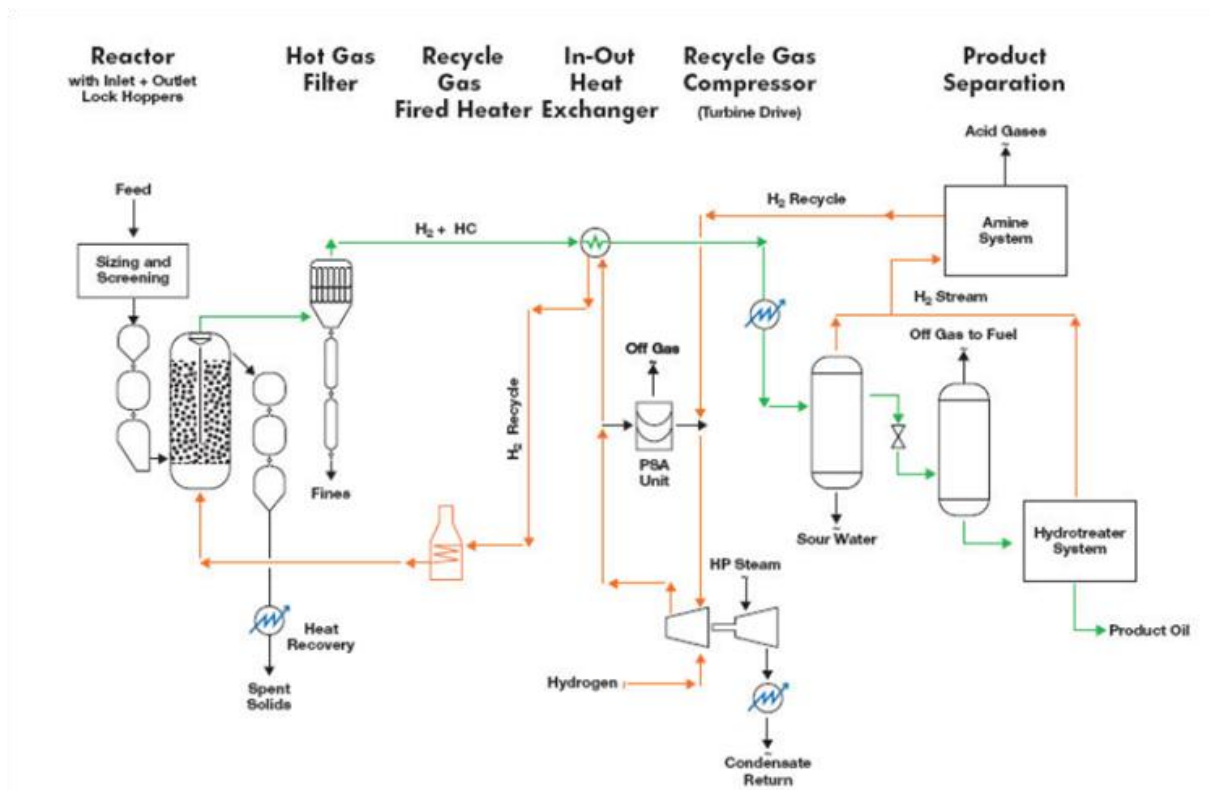 Reactor
with Inlet + Outlet
Lock Hoppers
Hot Gas
Filter
Recycle
Gas
Fired Heater
In-Out
Heat
Exchanger
Recycle Gas
Compressor
(Turbine Drive)
Product
Separation
Acid Gases
Feed
H₂ Recycle
Amine
System
H₂ + HC
Sizing and
Screening
H₂ Stream
Off Gas
Off Gas to Fuel
H₂ Recycle
PSA
Unit
Fines
Sour Water
Hydrotreater
System
HP Steam
Heat
Recovery
Product Oil
Hydrogen
Spent
Solids
Condensate
Return